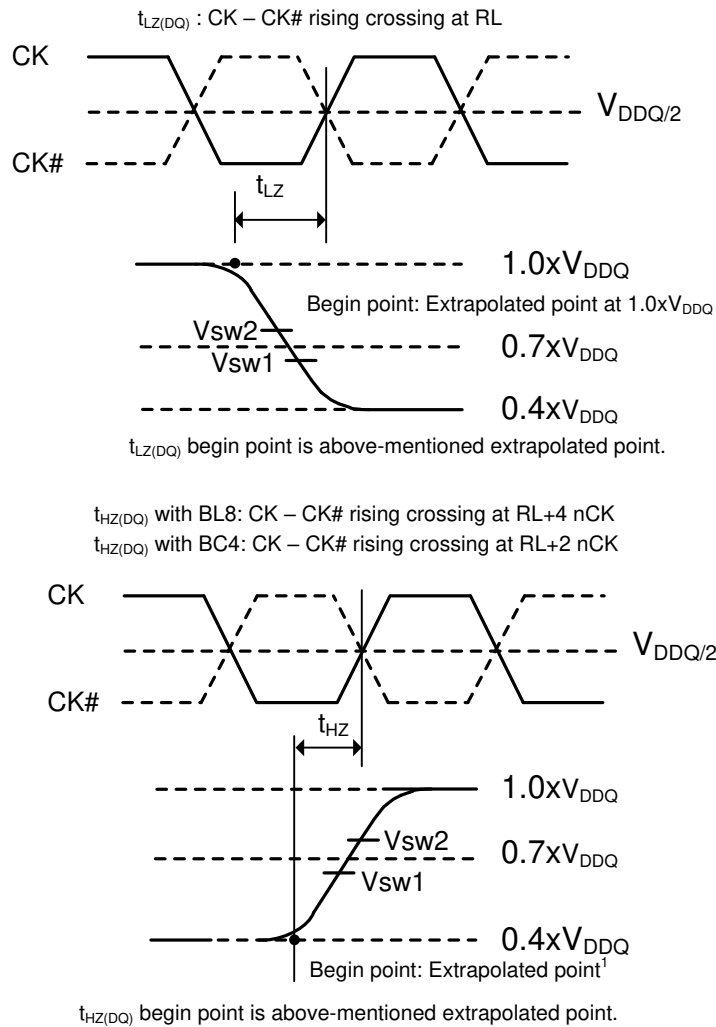 tLZ(DQ) : CK – CK# rising crossing at RL
CK
VDDQ/2
CK#
tLZ
1.0xVDDQ
Begin point: Extrapolated point at 1.0xVDDQ
Vsw2
0.7xVDDQ
Vsw1
0.4xVDDQ
tLZ(DQ) begin point is above-mentioned extrapolated point.
tHZ(DQ) with BL8: CK – CK# rising crossing at RL+4 nCK
tHZ(DQ) with BC4: CK – CK# rising crossing at RL+2 nCK
CK
VDDQ/2
CK#
tHZ
1.0xVDDQ
Vsw2
0.7xVDDQ
Vsw1
0.4xVDDQ
Begin point: Extrapolated point¹
tHZ(DQ) begin point is above-mentioned extrapolated point.